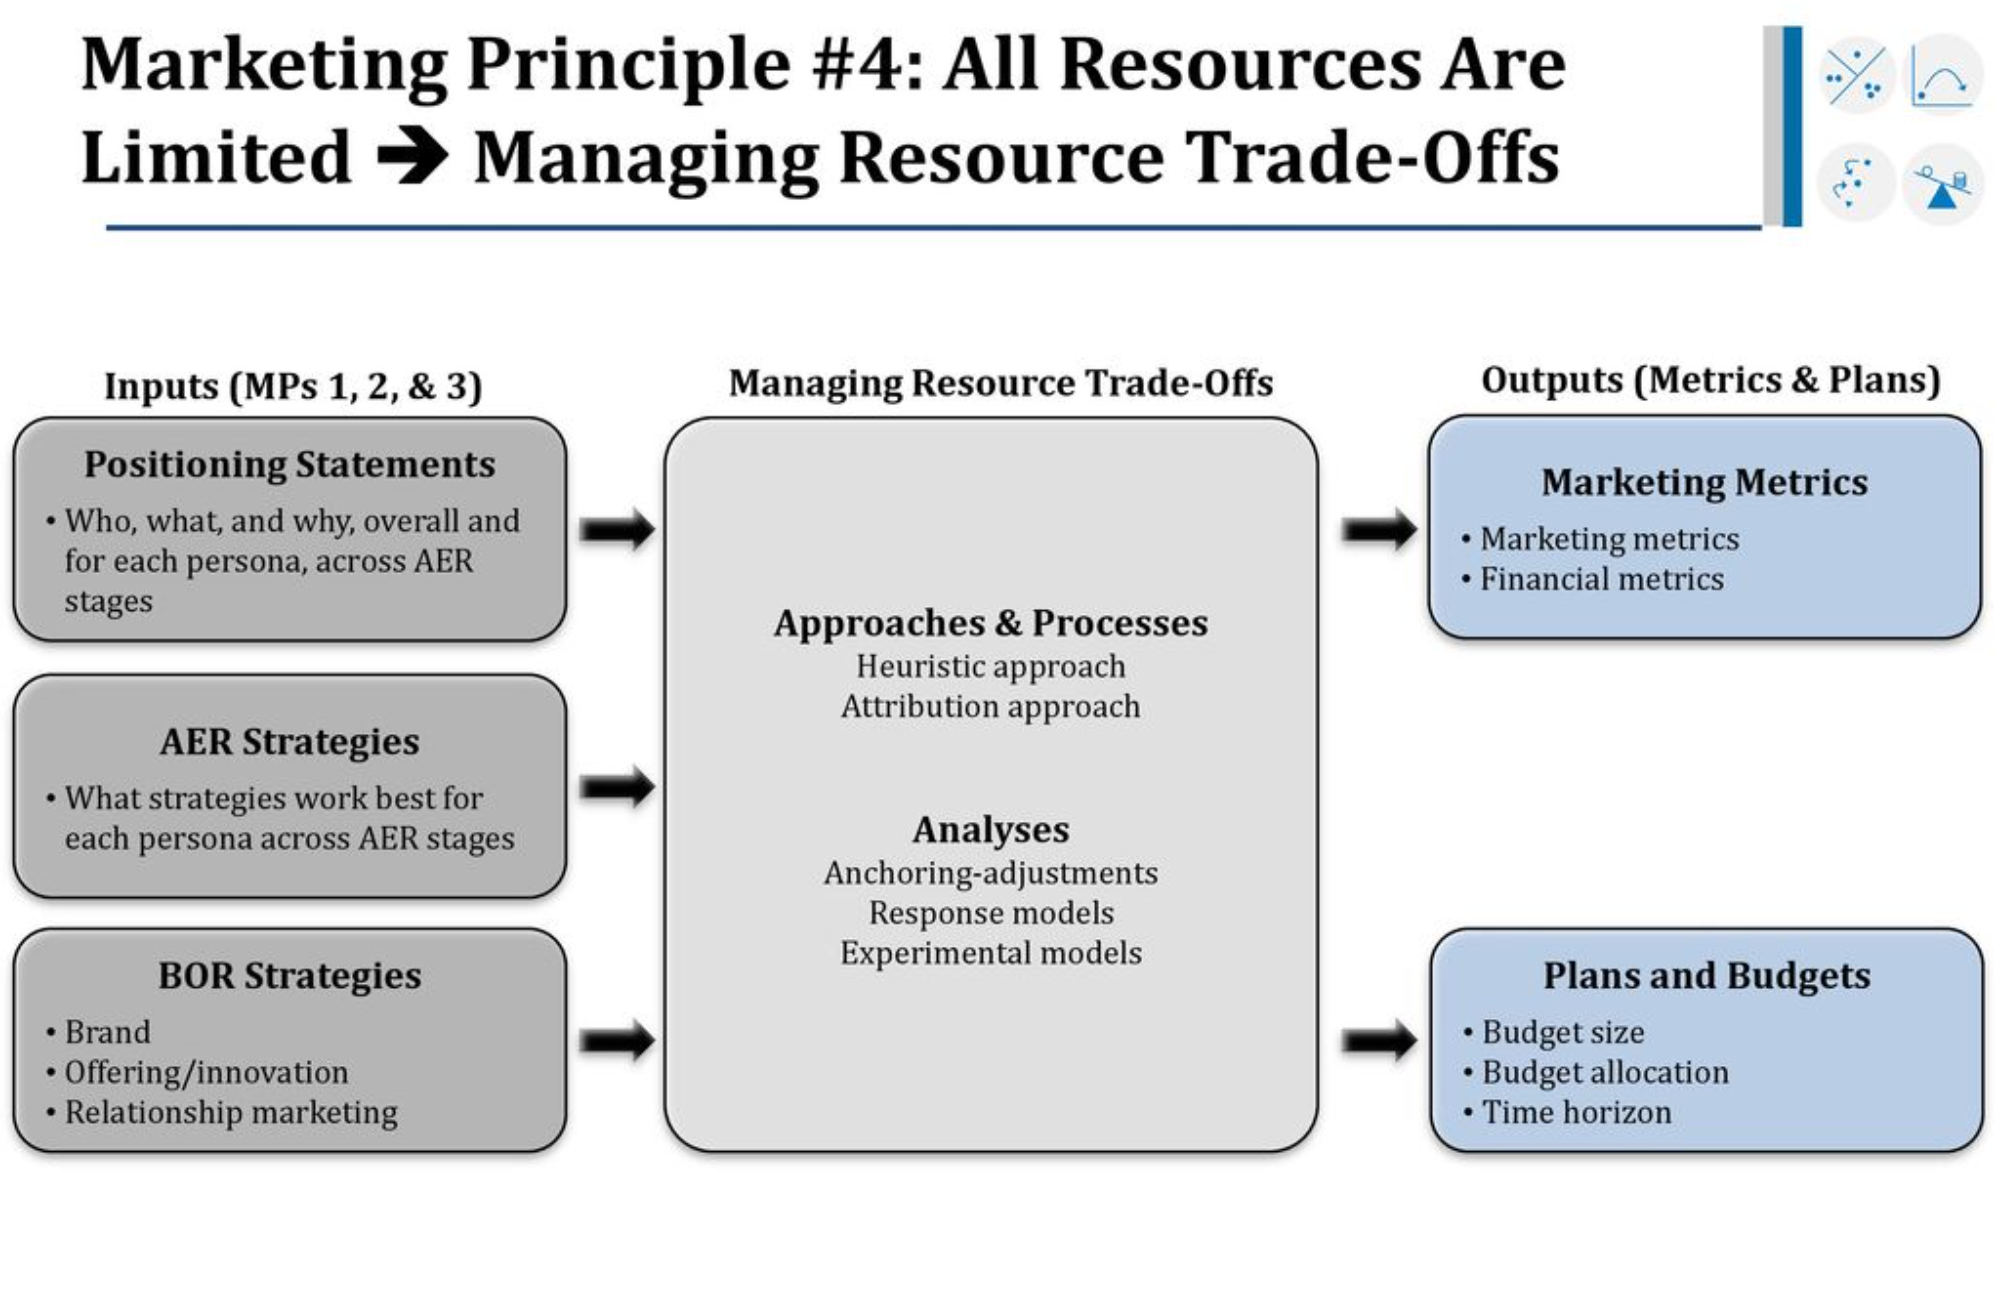 Marketing Principle #4: All Resources Are
Limited ➔ Managing Resource Trade-Offs
Inputs (MPs 1, 2, & 3)
Positioning Statements
• Who, what, and why, overall and
for each persona, across AER
stages
AER Strategies
• What strategies work best for
each persona across AER stages
BOR Strategies
• Brand
• Offering/innovation
• Relationship marketing
Managing Resource Trade-Offs
Approaches & Processes
Heuristic approach
Attribution approach
Analyses
Anchoring-adjustments
Response models
Experimental models
Outputs (Metrics & Plans)
Marketing Metrics
• Marketing metrics
• Financial metrics
Plans and Budgets
• Budget size
• Budget allocation
• Time horizon